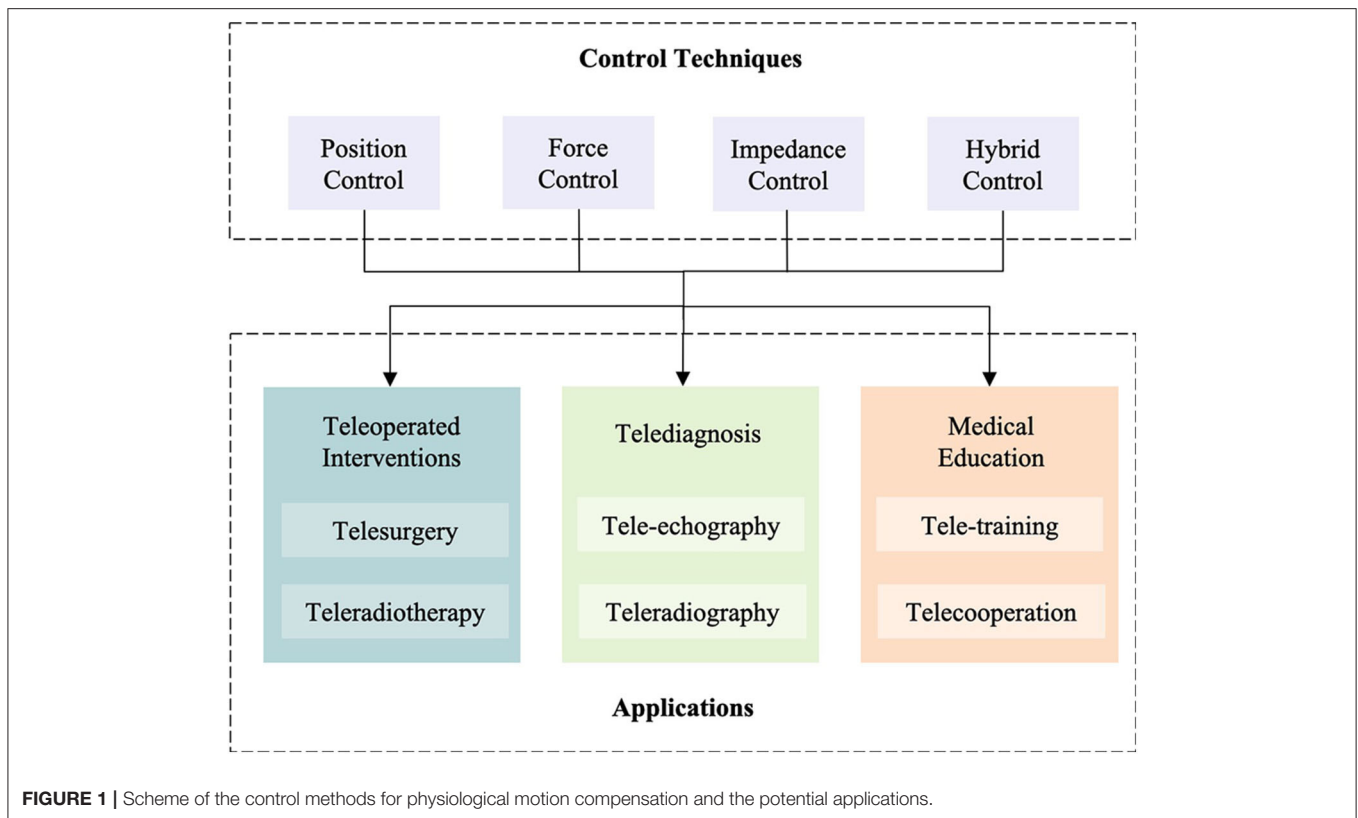 Control Techniques
Position
Control
Force
Control
Impedance
Control
Hybrid
Control
Teleoperated
Interventions
Telesurgery
Teleradiotherapy
Telediagnosis
Tele-echography
Teleradiography
Medical
Education
Tele-training
Telecooperation
Applications
FIGURE 1 | Scheme of the control methods for physiological motion compensation and the potential applications.